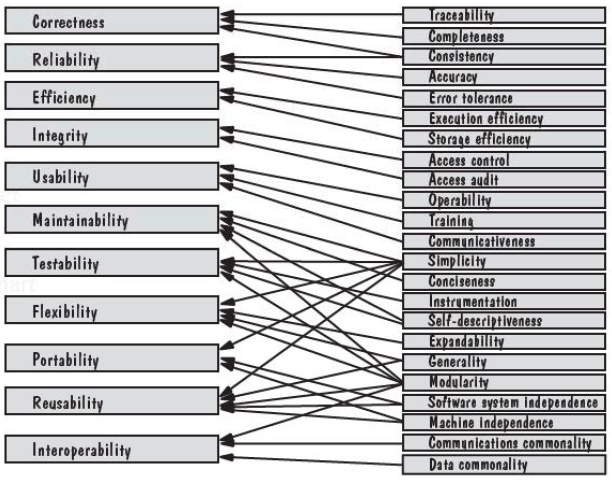 Correctness
Reliability
Efficiency
Integrity
Usability
Maintainability
Testability
Flexibility
Portability
Reusability
Interoperability
Traceability
Completeness
Consistency
Accuracy
Error tolerance
Execution efficiency
Storage efficiency
Access control
Access audit
Operability
Training
Communicativeness
Simplicity
Conciseness
Instrumentation
Self-descriptiveness
Expandability
Generality
Modularity
Software system independence
Machine independence
Communications commonality
Data commonality